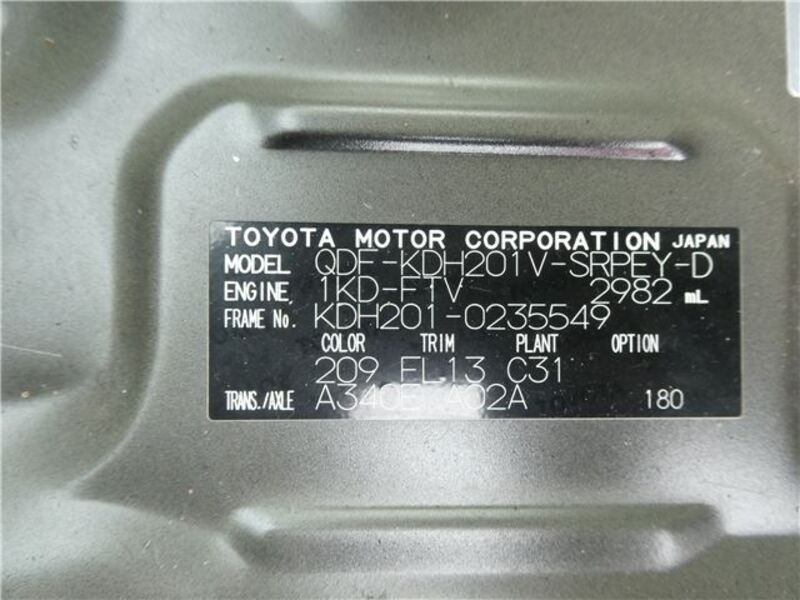 TOYOTA MOTOR CORPORATION JAPAN
MODEL QDF-KDH201V-SRPEY-D
ENGINE 1KD-FTV 2982 mL
FRAME No. KDH201-0235549
COLOR TRIM PLANT OPTION
209 FL13 C31
TRANS./AXLE A340E A02A 180